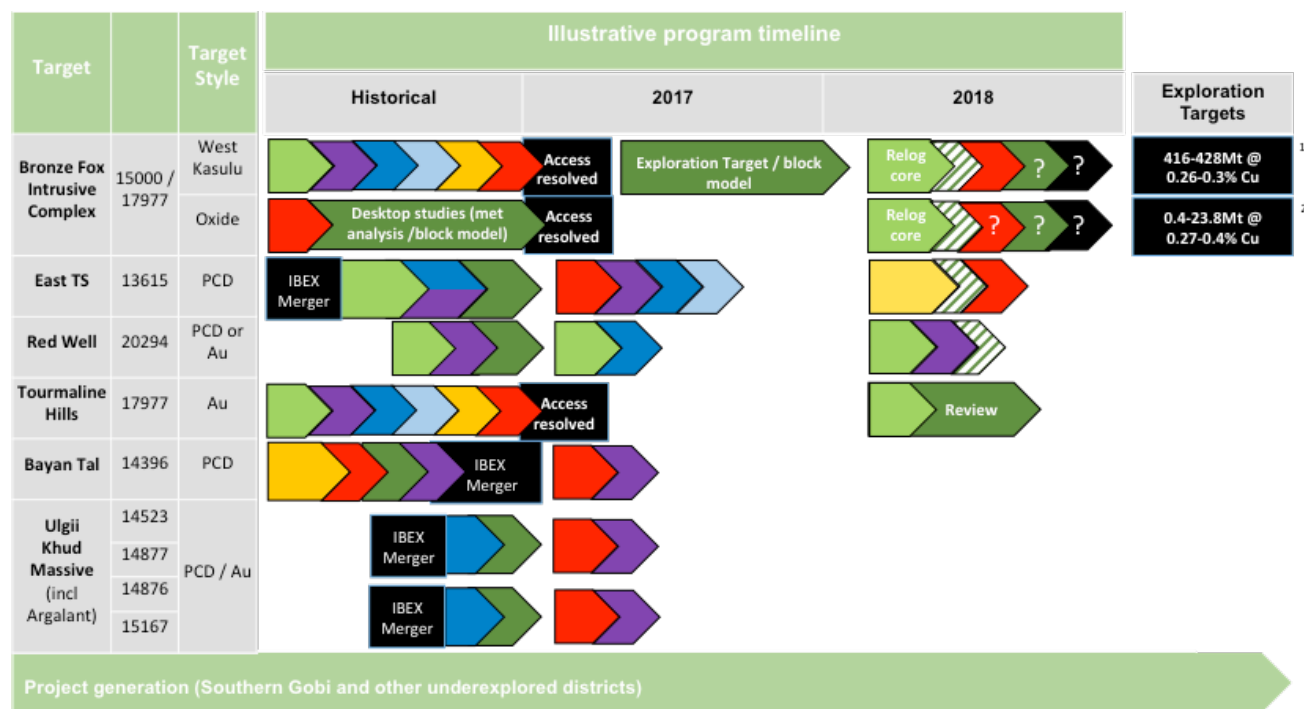 Illustrative program timeline
Target
Target
Style
Historical
2017
2018
Exploration
Targets
Bronze Fox
Intrusive
Complex
15000 /
17977
West
Kasulu
Access
resolved
Exploration Target / block
model
Relog
core
?
?
416-428Mt @
0.26-0.3% Cu
1
Oxide
Desktop studies (met
analysis /block model)
Access
resolved
Relog
core
?
?
?
0.4-23.8Mt @
0.27-0.4% Cu
2
East TS
13615
PCD
IBEX
Merger
Red Well
20294
PCD or
Au
Tourmaline
Hills
17977
Au
Access
resolved
Review
Bayan Tal
14396
PCD
IBEX
Merger
Ulgii
Khud
Massive
(incl
Argalant)
14523
14877
14876
15167
PCD / Au
IBEX
Merger
IBEX
Merger
Project generation (Southern Gobi and other underexplored districts)